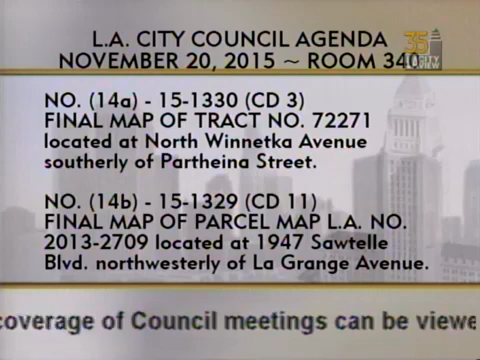 L.A. CITY COUNCIL AGENDA
NOVEMBER 20, 2015 ~ ROOM 340
35
CITY
VIEW
NO. (14a) - 15-1330 (CD 3)
FINAL MAP OF TRACT NO. 72271
located at North Winnetka Avenue
southerly of Partheina Street.
NO. (14b) - 15-1329 (CD 11)
FINAL MAP OF PARCEL MAP L.A. NO.
2013-2709 located at 1947 Sawtelle
Blvd. northwesterly of La Grange Avenue.
coverage of Council meetings can be viewe